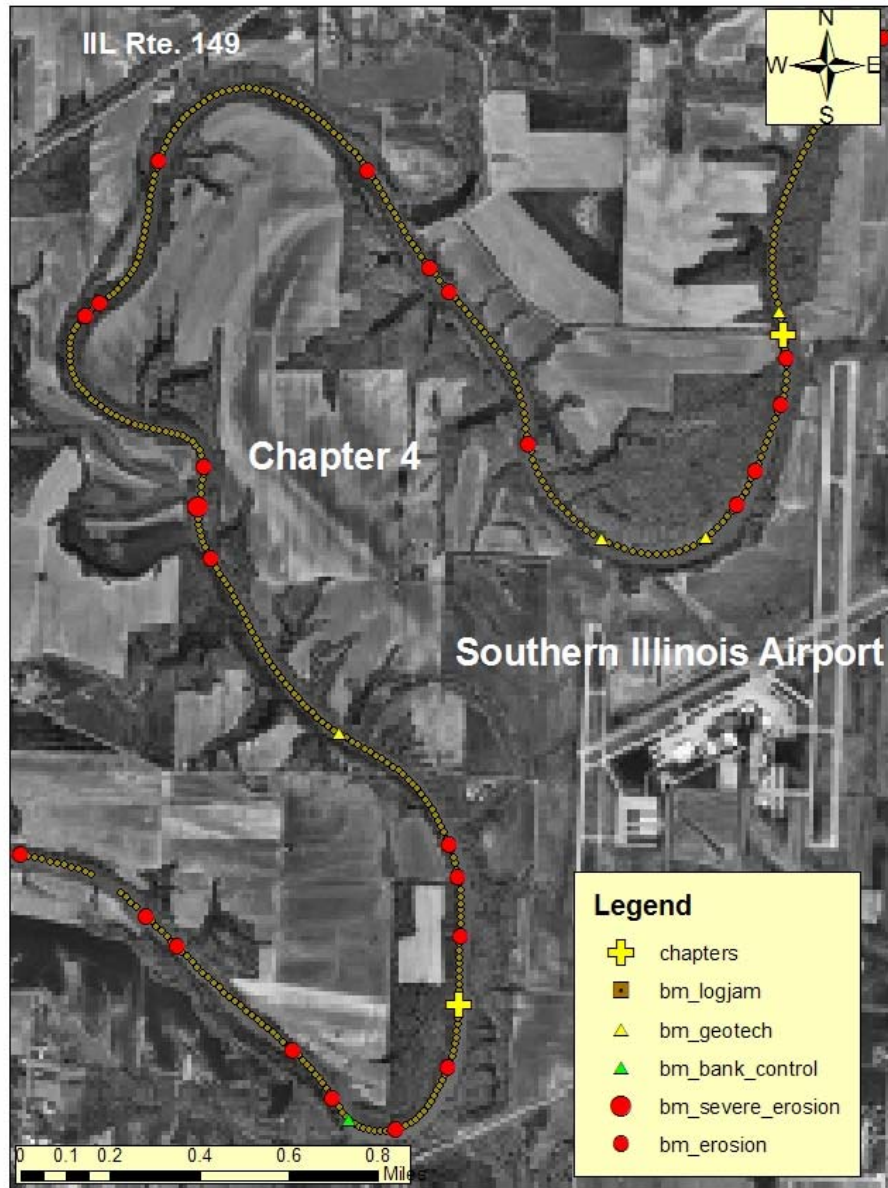 IIL Rte. 149
N
W E
S
Chapter 4
Southern Illinois Airport
Legend
chapters
bm_logjam
bm_geotech
bm_bank_control
bm_severe_erosion
bm_erosion
0 0.1 0.2 0.4 0.6 0.8
Miles